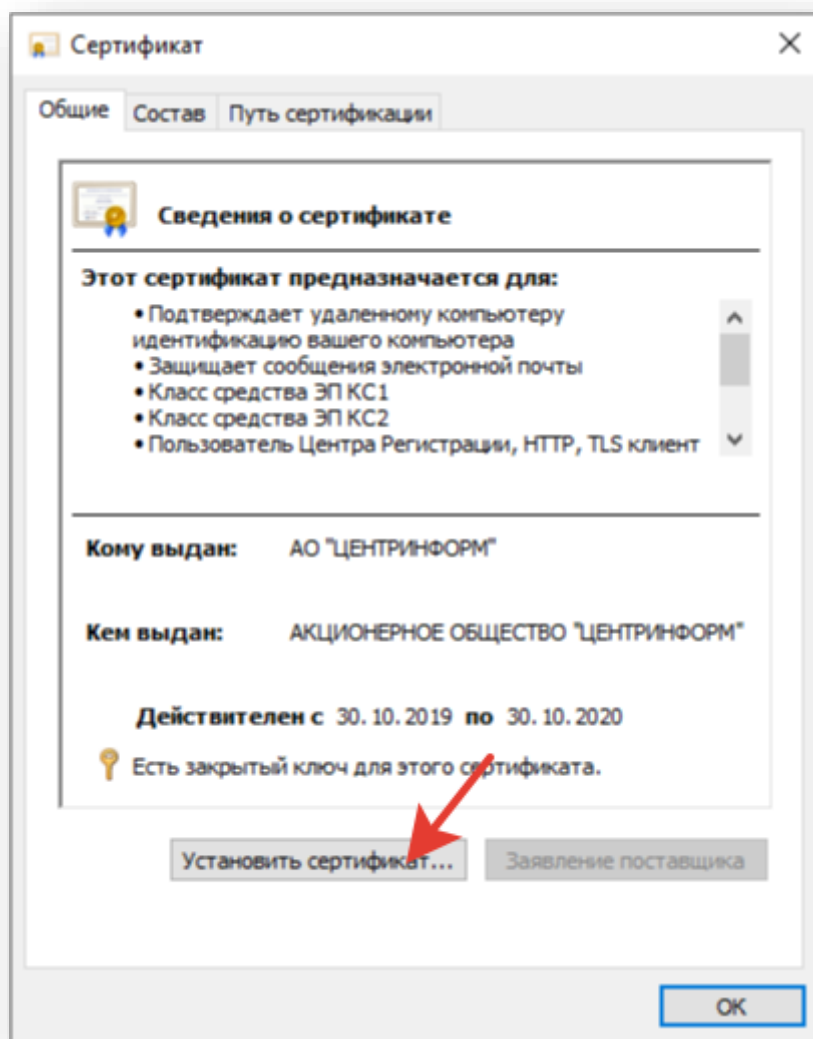 Сертификат
Общие Состав Путь сертификации
Сведения о сертификате
Этот сертификат предназначается для:
• Подтверждает удаленному компьютеру
идентификацию вашего компьютера
• Защищает сообщения электронной почты
• Класс средства ЭП КС1
• Класс средства ЭП КС2
• Пользователь Центра Регистрации, HTTP, TLS клиент
Кому выдан: АО "ЦЕНТРИНФОРМ"
Кем выдан: АКЦИОНЕРНОЕ ОБЩЕСТВО "ЦЕНТРИНФОРМ"
Действителен с 30.10.2019 по 30.10.2020
Есть закрытый ключ для этого сертификата.
Установить сертификат... Заявление поставщика
ОК